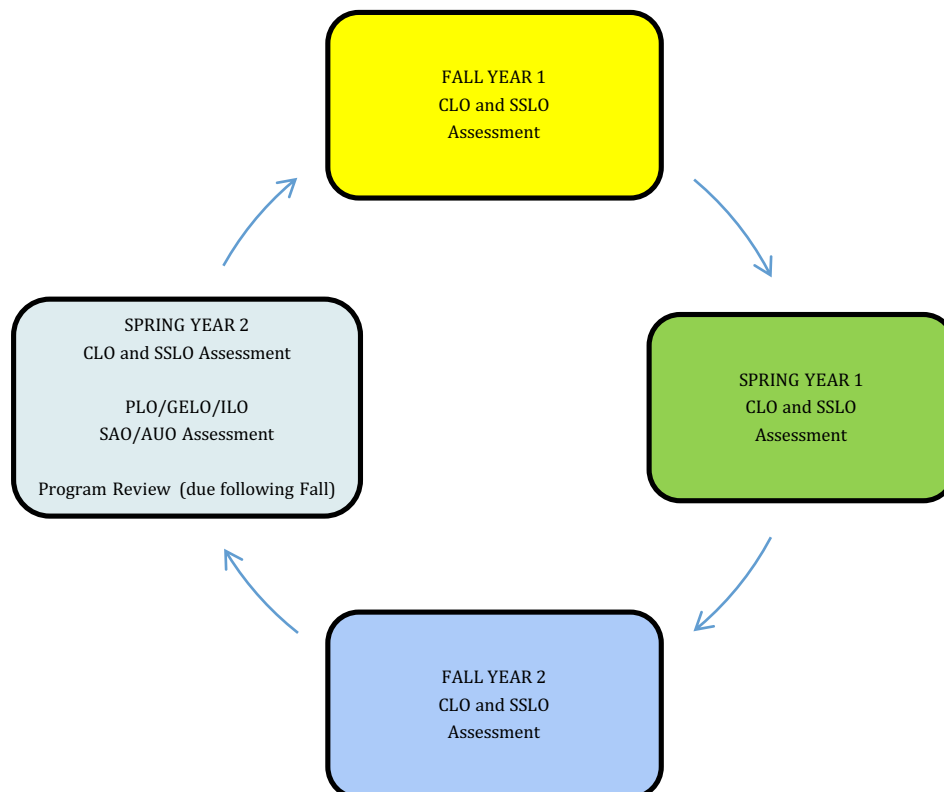 FALL YEAR 1
CLO and SSLO
Assessment
SPRING YEAR 2
CLO and SSLO Assessment
PLO/GELO/ILO
SAO/AUO Assessment
Program Review (due following Fall)
SPRING YEAR 1
CLO and SSLO
Assessment
FALL YEAR 2
CLO and SSLO
Assessment